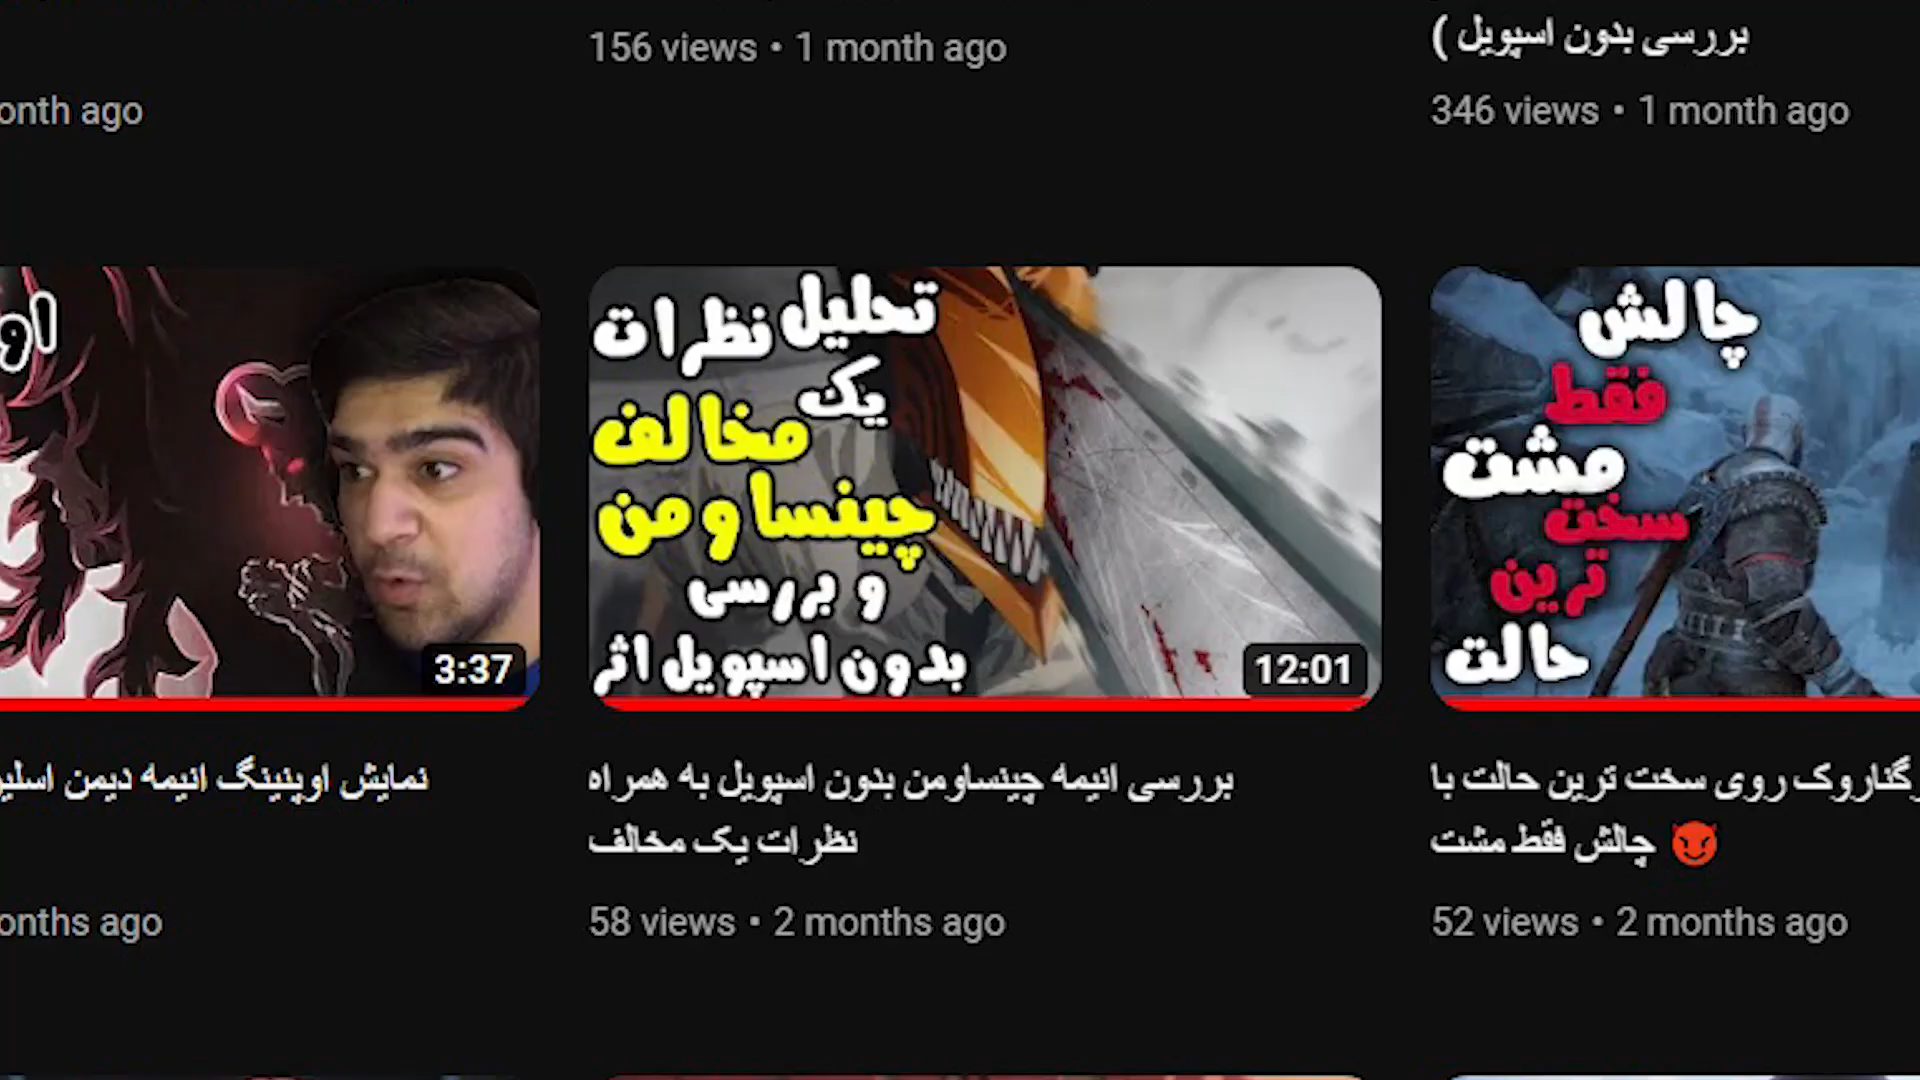 156 views • 1 month ago
بررسی بدون اسپویل )
346 views • 1 month ago
onth ago
او
3:37
تحلیل نظرات
یک
مخالف
چینسا و من
و بررسی
بدون اسپویل اثر
12:01
چالش
فقط
مشت
سخت
ترین
حالت
نمایش اوپنینگ انیمه دیمن اسلیر
بررسی انیمه چینساومن بدون اسپویل به همراه
نظرات یک مخالف
گناروک روی سخت ترین حالت با
چالش فقط مشت 😈
onths ago
58 views • 2 months ago
52 views • 2 months ago